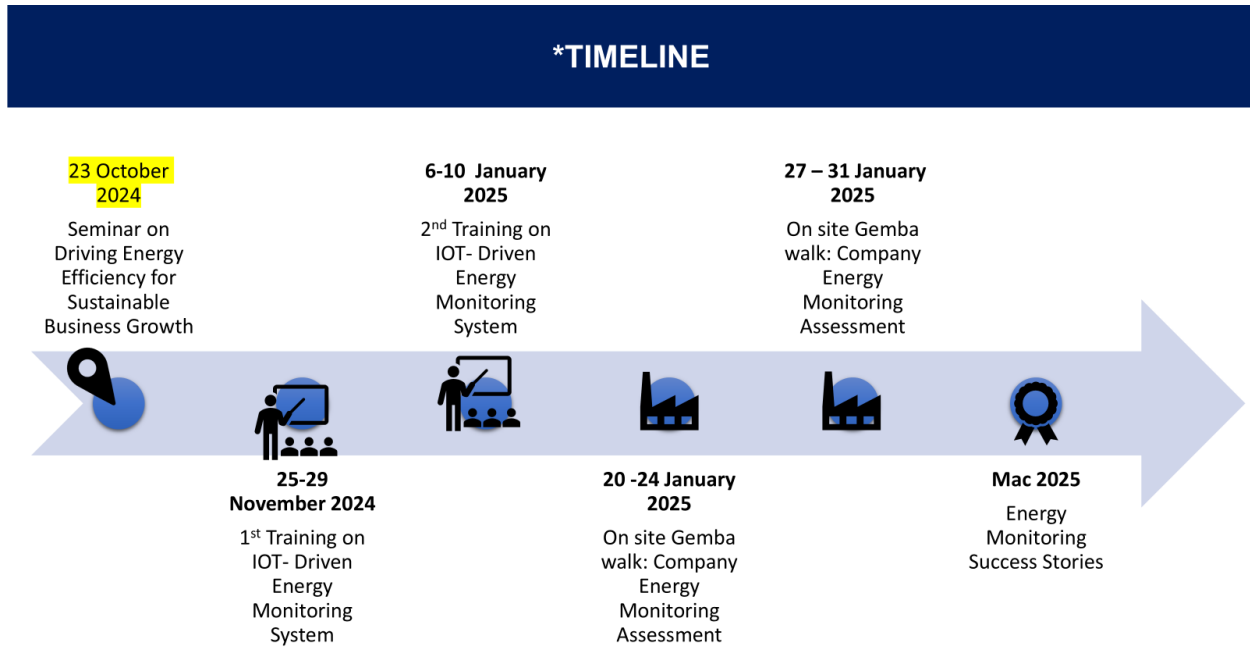 *TIMELINE
23 October
2024
Seminar on
Driving Energy
Efficiency for
Sustainable
Business Growth
25-29
November 2024
1st Training on
IOT- Driven
Energy
Monitoring
System
6-10  January
2025
2nd Training on
IOT- Driven
Energy
Monitoring
System
20 -24 January
2025
On site Gemba
walk: Company
Energy
Monitoring
Assessment
27 – 31 January
2025
On site Gemba
walk: Company
Energy
Monitoring
Assessment
Mac 2025
Energy
Monitoring
Success Stories